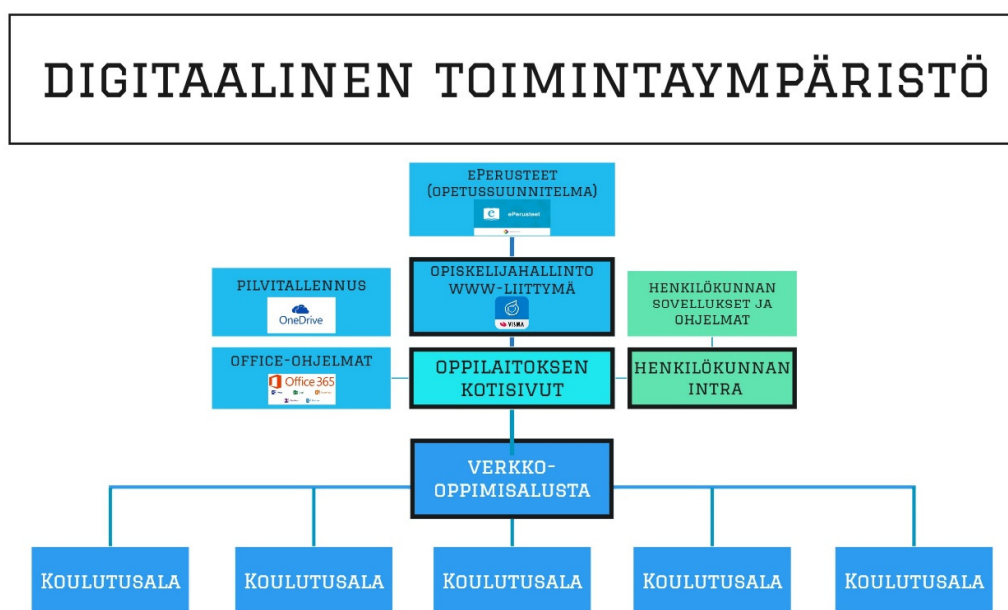 DIGITAALINEN TOIMINTAYMPÄRISTÖ
ePerusteet
(opetussuunnitelma)
e ePerusteet
Opiskelijahallinto
www-liittymä
VISMA
Pilvitallennus
OneDrive
Henkilökunnan
sovellukset ja
ohjelmat
Office-ohjelmat
Office 365
Oppilaitoksen
kotisivut
Henkilökunnan
intra
Verkko-
oppimisalusta
Koulutusala
Koulutusala
Koulutusala
Koulutusala
Koulutusala